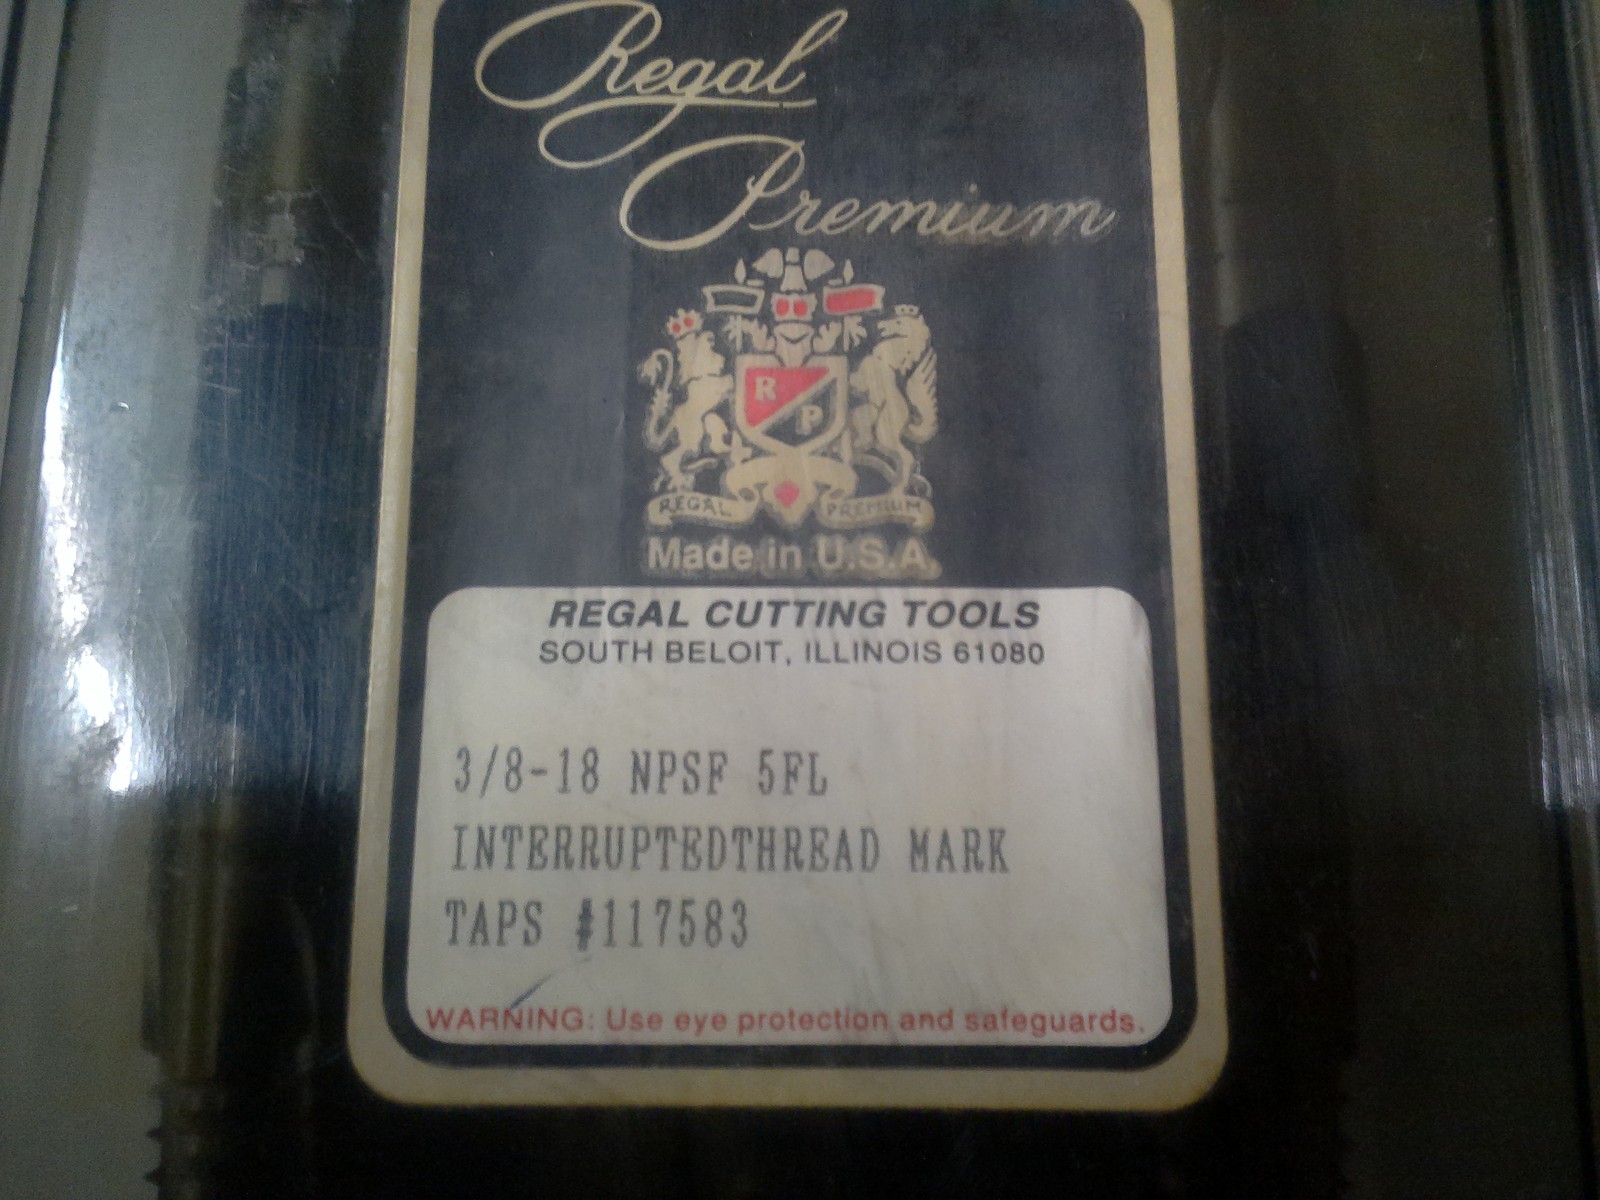 Regal
Premium
R
P
REGAL PREMIUM
Made in U.S.A.
REGAL CUTTING TOOLS
SOUTH BELOIT, ILLINOIS 61080
3/8-18 NPSF 5FL
INTERRUPTEDTHREAD MARK
TAPS #117583
WARNING: Use eye protection and safeguards.